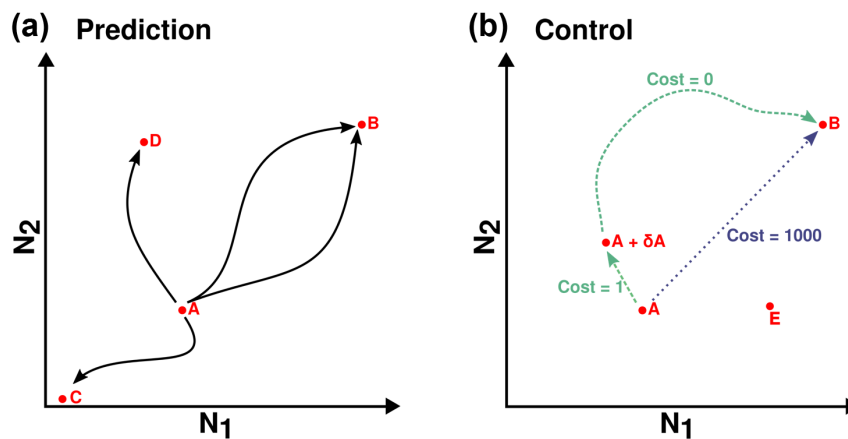 (a) Prediction
N2
D
B
A
C
N1
(b) Control
N2
Cost = 0
B
A + δA
Cost = 1000
Cost = 1
A
E
N1